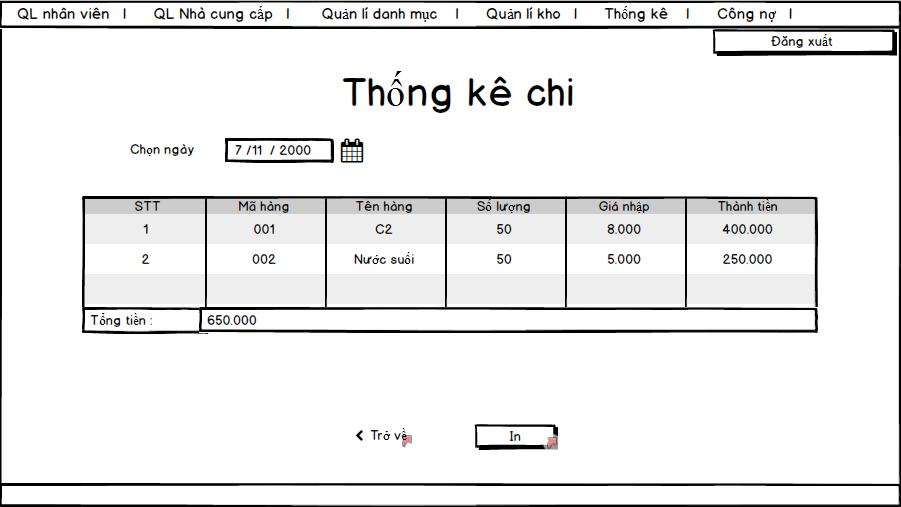 QL nhân viên | QL Nhà cung cấp | Quản lí danh mục | Quản lí kho | Thống kê | Công nợ |
Đăng xuất
Thống kê chi
Chọn ngày 7 /11 / 2000
STT Mã hàng Tên hàng Số lượng Giá nhập Thành tiền
1 001 C2 50 8.000 400.000
2 002 Nước suối 50 5.000 250.000
Tổng tiền : 650.000
Trở về In